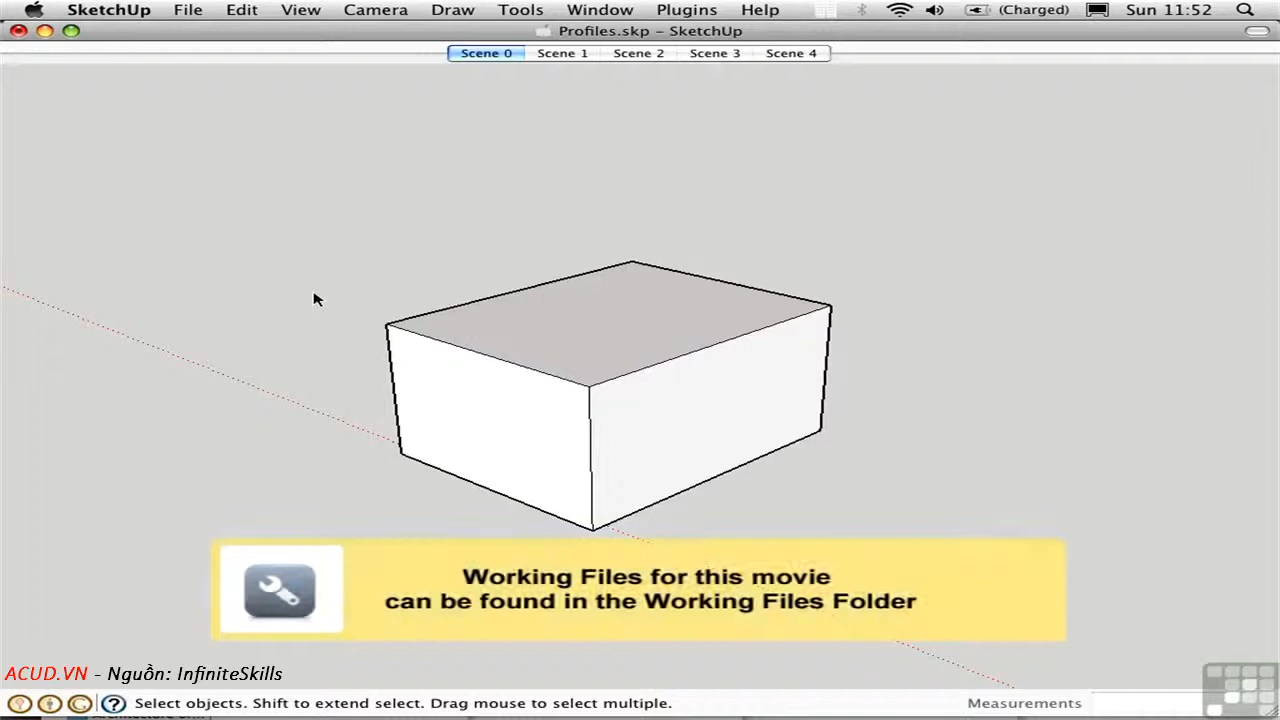 SketchUp File Edit View Camera Draw Tools Window Plugins Help (Charged) Sun 11:52
Profiles.skp – SketchUp
Scene 0 Scene 1 Scene 2 Scene 3 Scene 4
Working Files for this movie
can be found in the Working Files Folder
ACUD.VN - Nguồn: InfiniteSkills
Select objects. Shift to extend select. Drag mouse to select multiple. Measurements